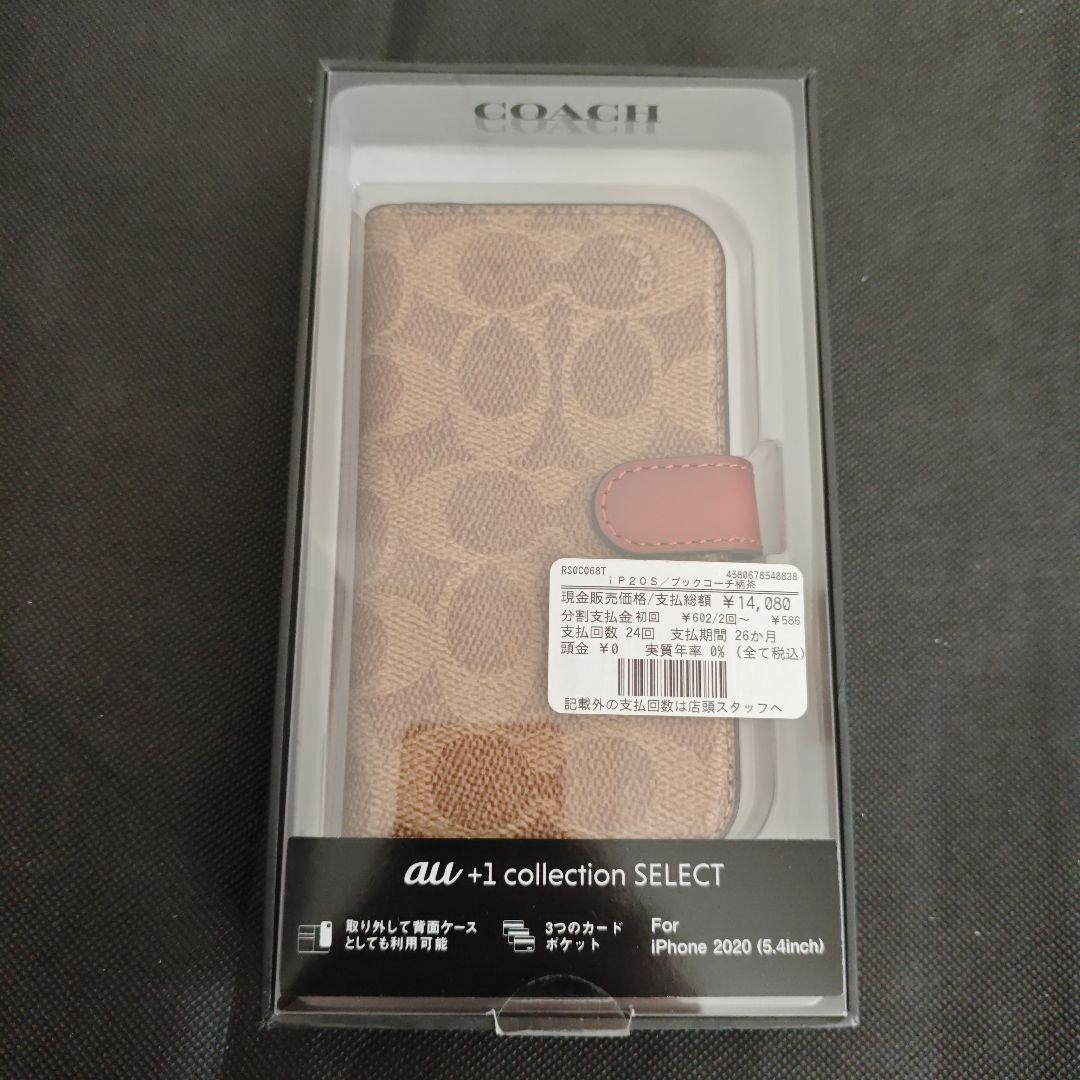 COACH
RS0C068T
4580678548838
iP20S/ブックコーチ柄茶
現金販売価格/支払総額 ¥14,080
分割支払金初回 ¥602/2回〜 ¥586
支払回数 24回 支払期間 26か月
頭金 ¥0 実質年率 0% (全て税込)
記載外の支払回数は店頭スタッフへ
au +1 collection SELECT
取り外して背面ケース
としても利用可能
3つのカード
ポケット
For
iPhone 2020 (5.4inch)